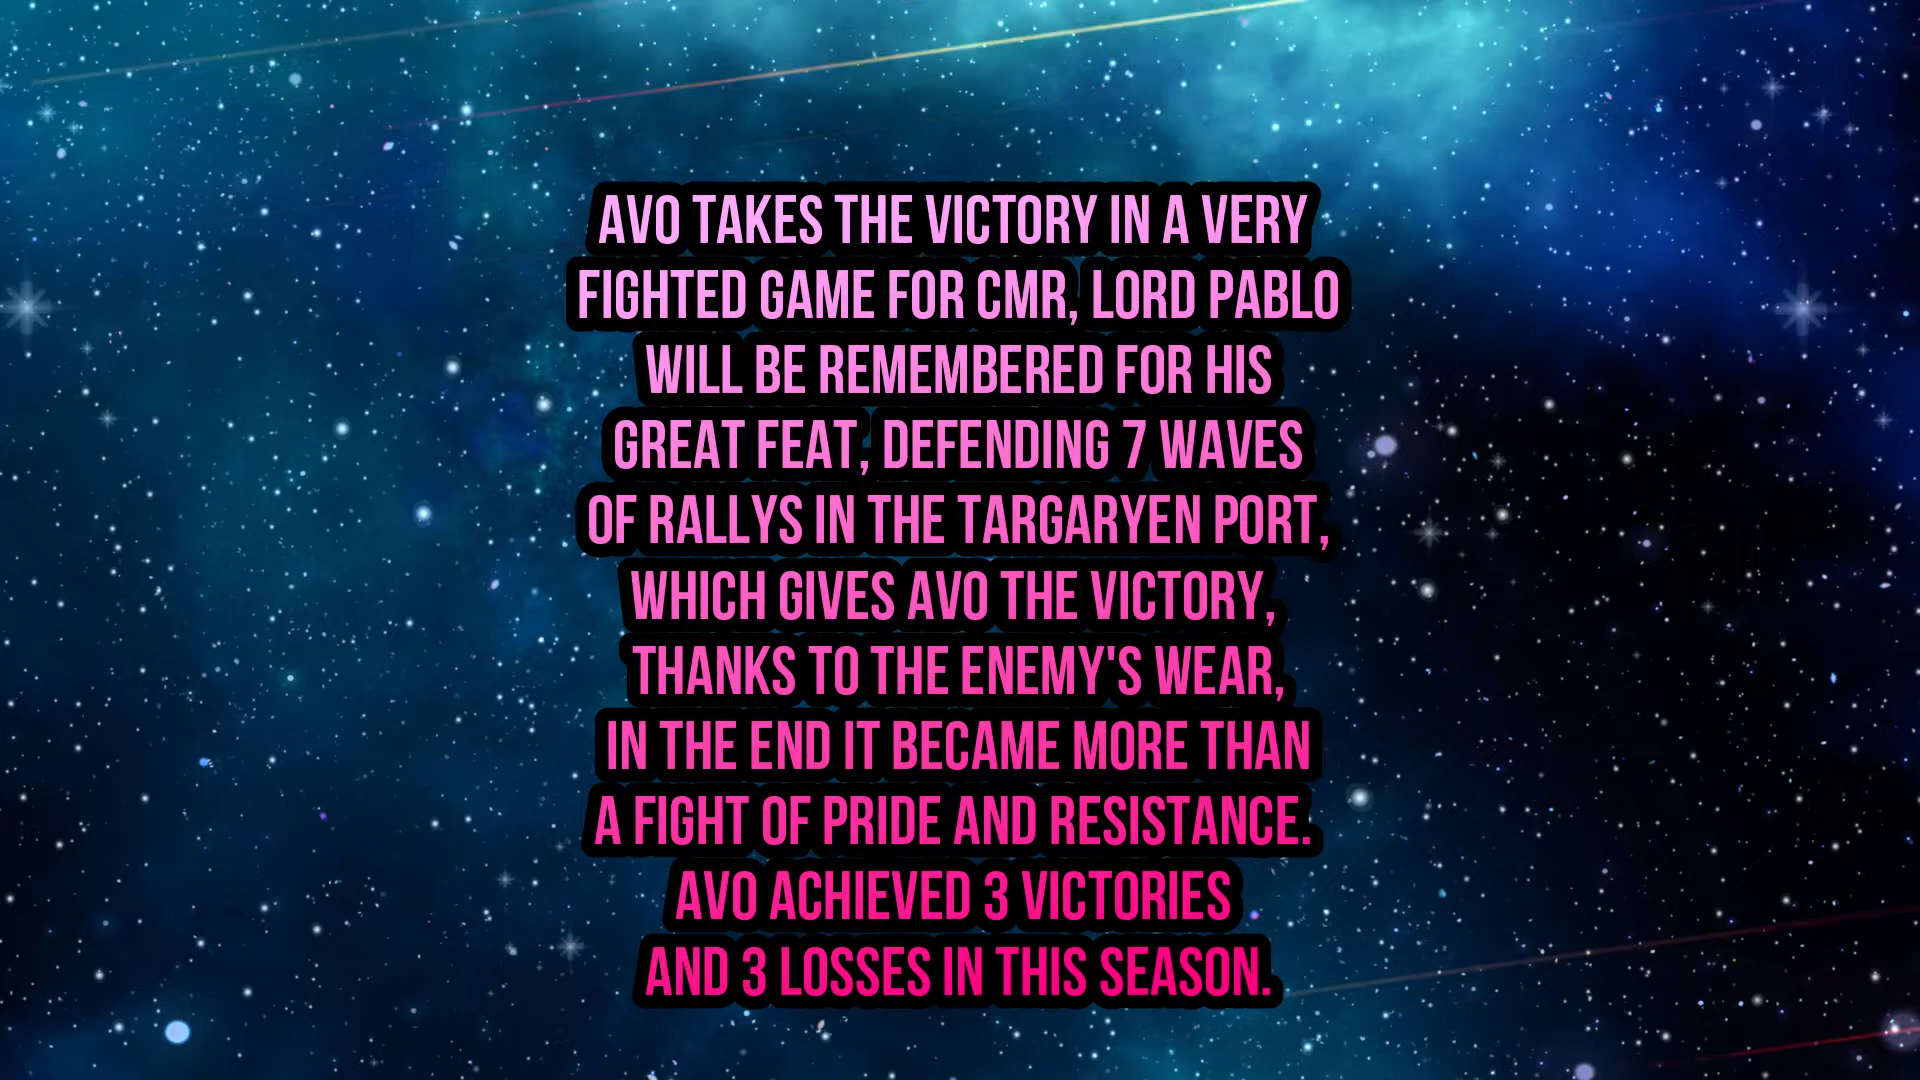 AVO TAKES THE VICTORY IN A VERY
FIGHTED GAME FOR CMR, LORD PABLO
WILL BE REMEMBERED FOR HIS
GREAT FEAT, DEFENDING 7 WAVES
OF RALLYS IN THE TARGARYEN PORT,
WHICH GIVES AVO THE VICTORY,
THANKS TO THE ENEMY'S WEAR,
IN THE END IT BECAME MORE THAN
A FIGHT OF PRIDE AND RESISTANCE.
AVO ACHIEVED 3 VICTORIES
AND 3 LOSSES IN THIS SEASON.